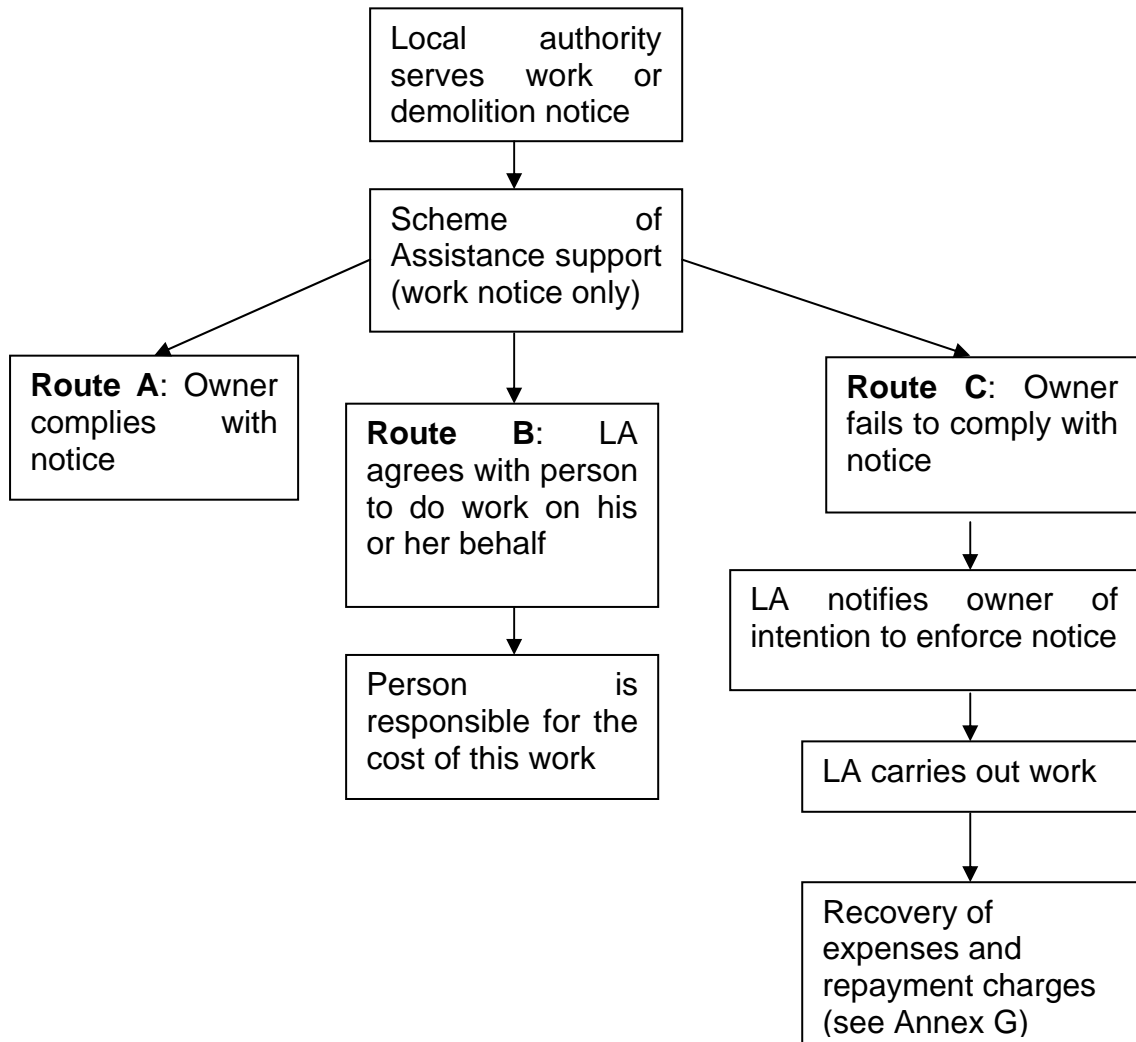 Local authority
serves work or
demolition notice
Scheme of
Assistance support
(work notice only)
Route A: Owner
complies with
notice
Route B: LA
agrees with person
to do work on his
or her behalf
Person is
responsible for the
cost of this work
Route C: Owner
fails to comply with
notice
LA notifies owner of
intention to enforce notice
LA carries out work
Recovery of
expenses and
repayment charges
(see Annex G)